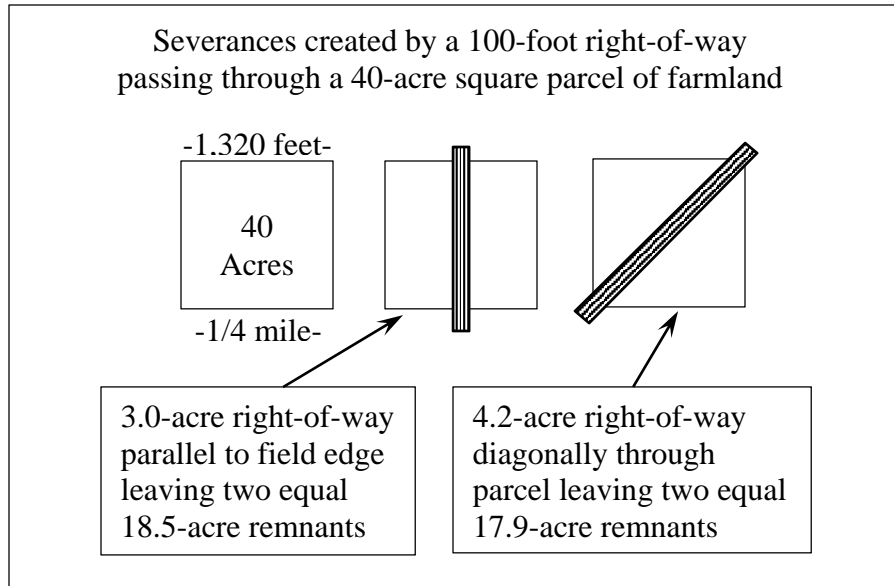 Severances created by a 100-foot right-of-way
passing through a 40-acre square parcel of farmland
-1,320 feet-
40
Acres
-1/4 mile-
3.0-acre right-of-way
parallel to field edge
leaving two equal
18.5-acre remnants
4.2-acre right-of-way
diagonally through
parcel leaving two equal
17.9-acre remnants